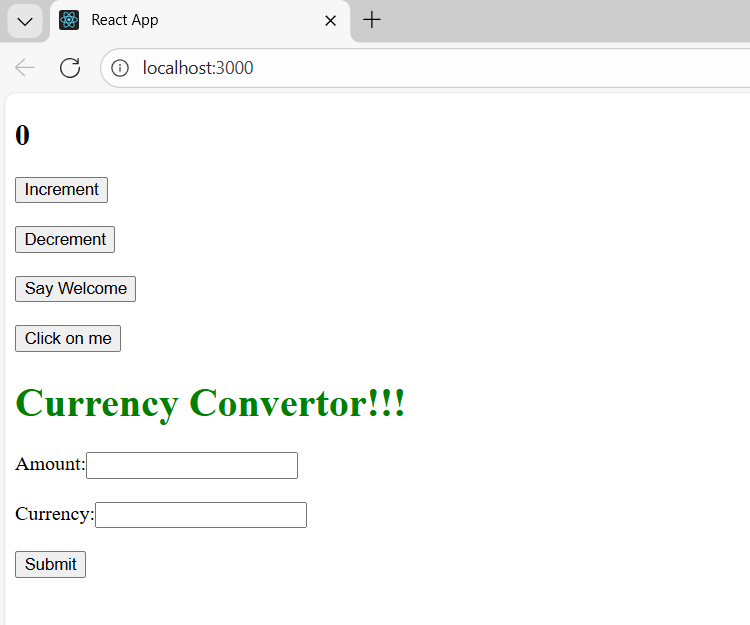 React App
localhost:3000
0
Increment
Decrement
Say Welcome
Click on me
Currency Convertor!!!
Amount:
Currency:
Submit